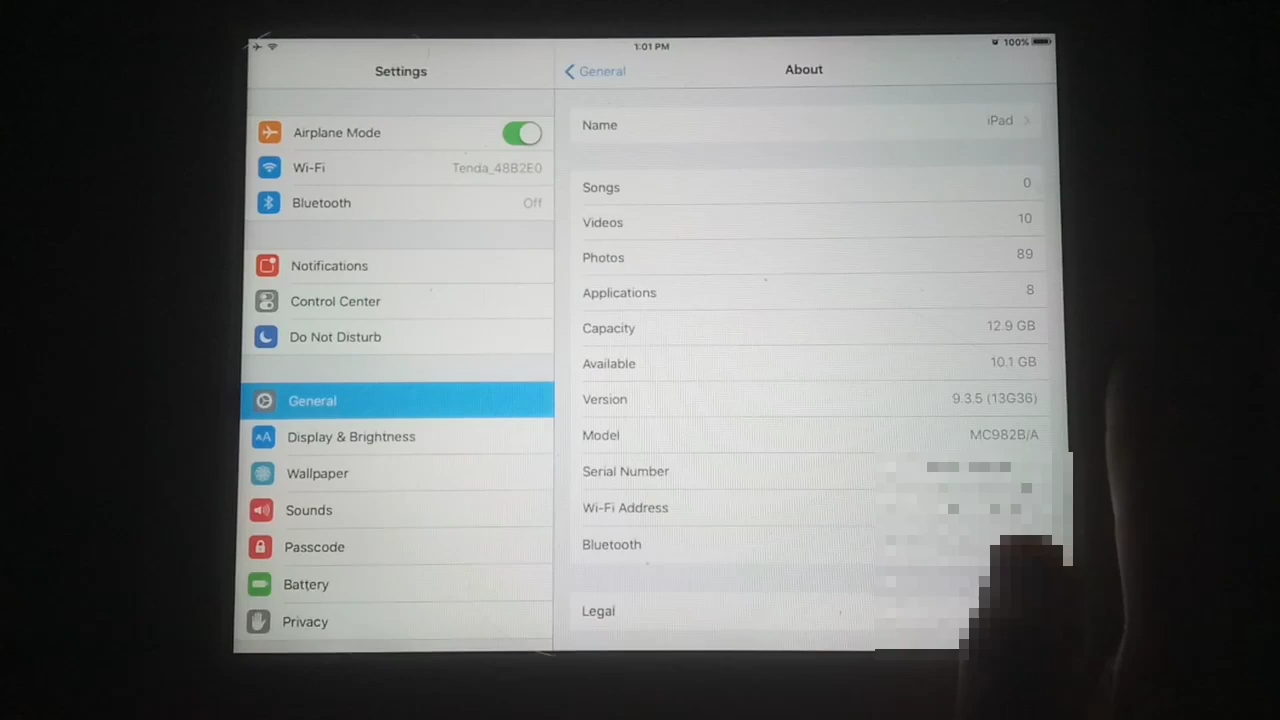 1:01 PM
100%
Settings
General
About
Airplane Mode
Wi-Fi Tenda_48B2E0
Bluetooth Off
Notifications
Control Center
Do Not Disturb
General
AA Display & Brightness
Wallpaper
Sounds
Passcode
Battery
Privacy
Name iPad
Songs 0
Videos 10
Photos 89
Applications 8
Capacity 12.9 GB
Available 10.1 GB
Version 9.3.5 (13G36)
Model MC982B/A
Serial Number
Wi-Fi Address
Bluetooth
Legal